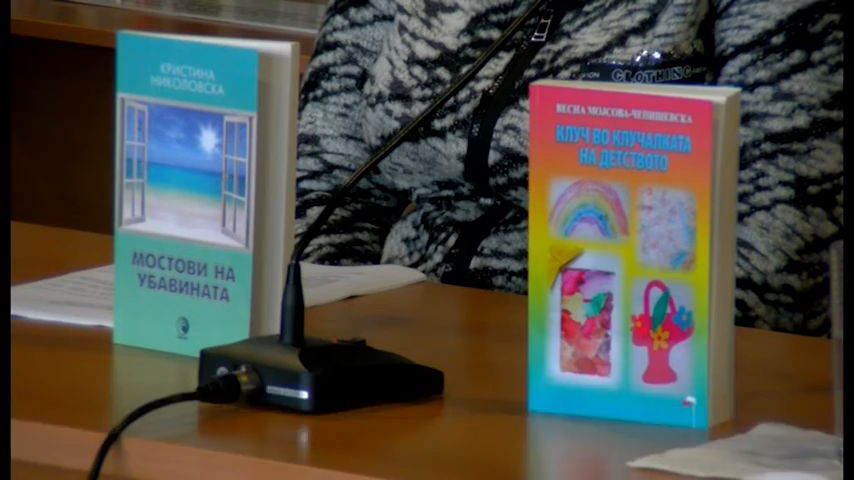 КРИСТИНА
НИКОЛОВСКА
МОСТОВИ НА
УБАВИНАТА
CLOTHING
ВЕСНА МОЈСОВА-ЧЕПИШЕВСКА
КЛУЧ ВО КЛУЧАЛКАТА
НА ДЕТСТВОТО